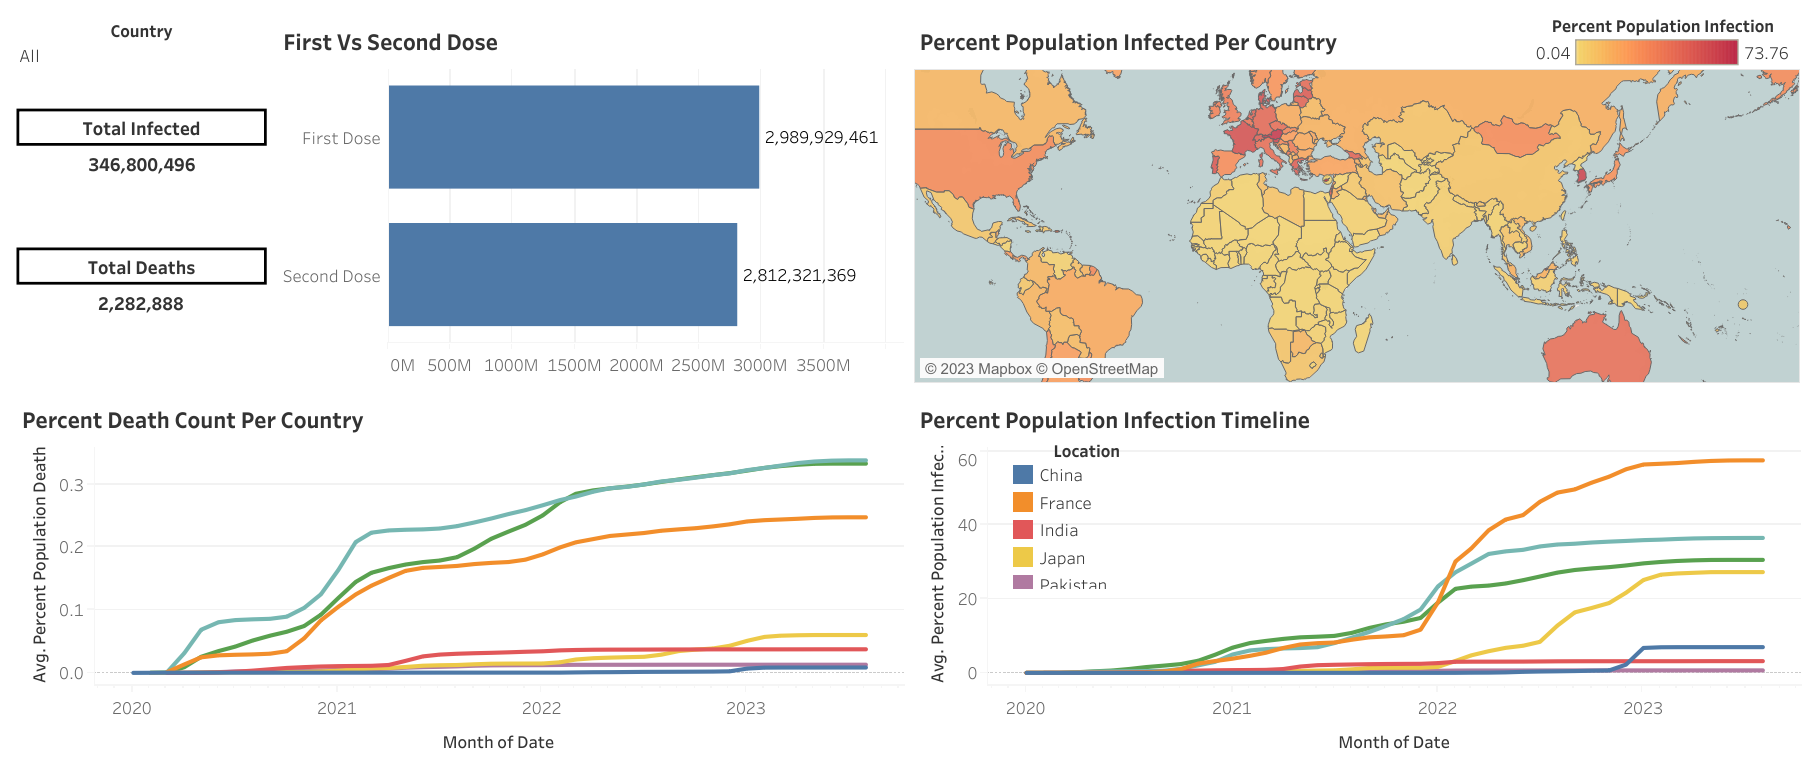 Country
All
Total Infected
346,800,496
Total Deaths
2,282,888
First Vs Second Dose
First Dose
2,989,929,461
Second Dose
2,812,321,369
0M 500M 1000M 1500M 2000M 2500M 3000M 3500M
Percent Population Infected Per Country
Percent Population Infection
0.04 73.76
© 2023 Mapbox © OpenStreetMap
Percent Death Count Per Country
Avg. Percent Population Death
0.3
0.2
0.1
0.0
2020 2021 2022 2023
Month of Date
Percent Population Infection Timeline
Avg. Percent Population Infec..
60
40
20
0
Location
China
France
India
Japan
Pakistan
2020 2021 2022 2023
Month of Date